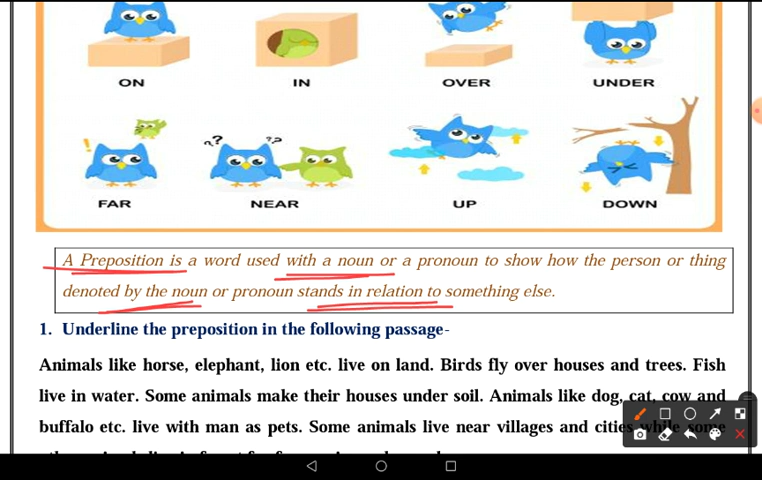 ON IN OVER UNDER
! ?? ??
FAR NEAR UP DOWN
A Preposition is a word used with a noun or a pronoun to show how the person or thing
denoted by the noun or pronoun stands in relation to something else.
1. Underline the preposition in the following passage-
Animals like horse, elephant, lion etc. live on land. Birds fly over houses and trees. Fish
live in water. Some animals make their houses under soil. Animals like dog, cat, cow and
buffalo etc. live with man as pets. Some animals live near villages and cities while some